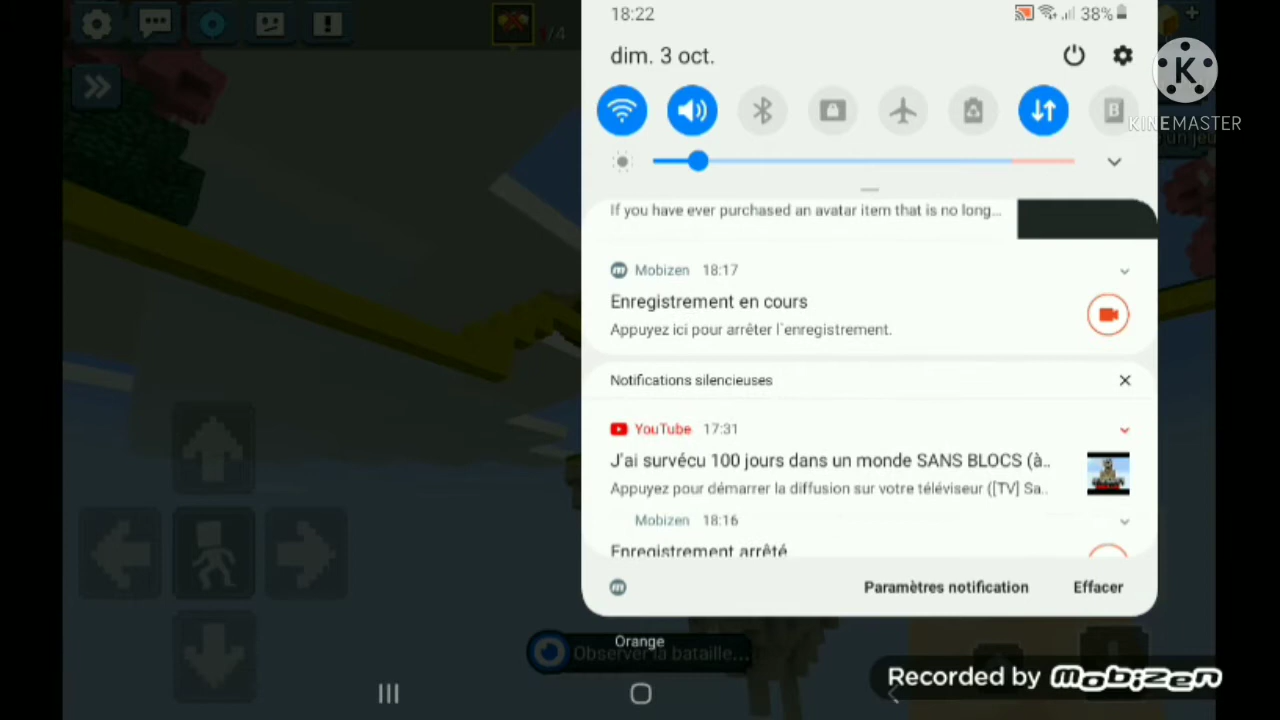 18:22
38%
dim. 3 oct.
K
KINEMASTER
un jeu
/4
If you have ever purchased an avatar item that is no long...
Mobizen 18:17
Enregistrement en cours
Appuyez ici pour arrêter l`enregistrement.
Notifications silencieuses
YouTube 17:31
J'ai survécu 100 jours dans un monde SANS BLOCS (à..
Appuyez pour démarrer la diffusion sur votre téléviseur ([TV] Sa..
Mobizen 18:16
Enregistrement arrêté
Paramètres notification Effacer
Orange
Observer la bataille...
Recorded by mobizen